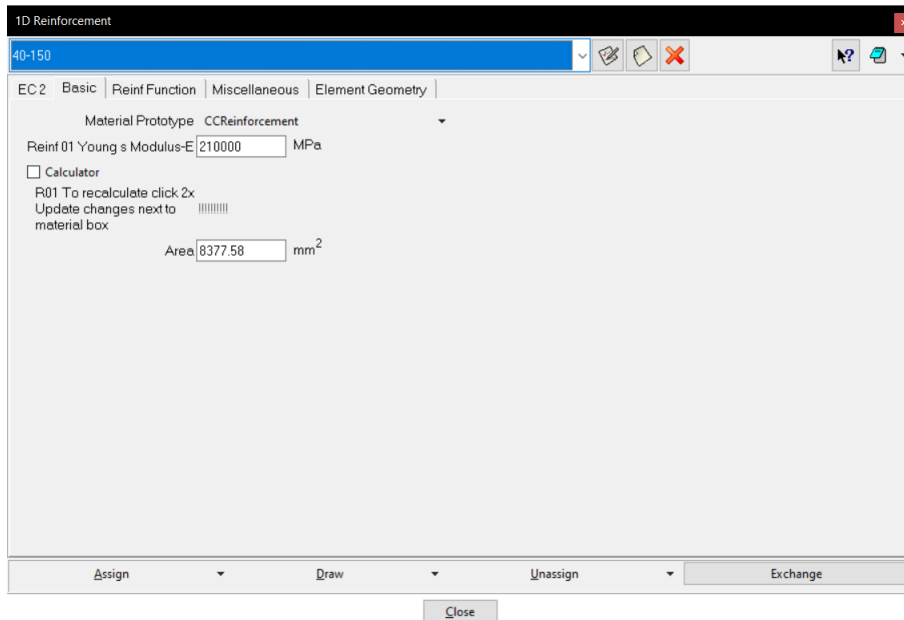 1D Reinforcement
40-150
EC 2 Basic Reinf Function Miscellaneous Element Geometry
Material Prototype CCReinforcement
Reinf 01 Young s Modulus-E 210000 MPa
Calculator
R01 To recalculate click 2x
Update changes next to !!!!!!!!!!
material box
Area 8377.58 mm2
Assign Draw Unassign Exchange
Close